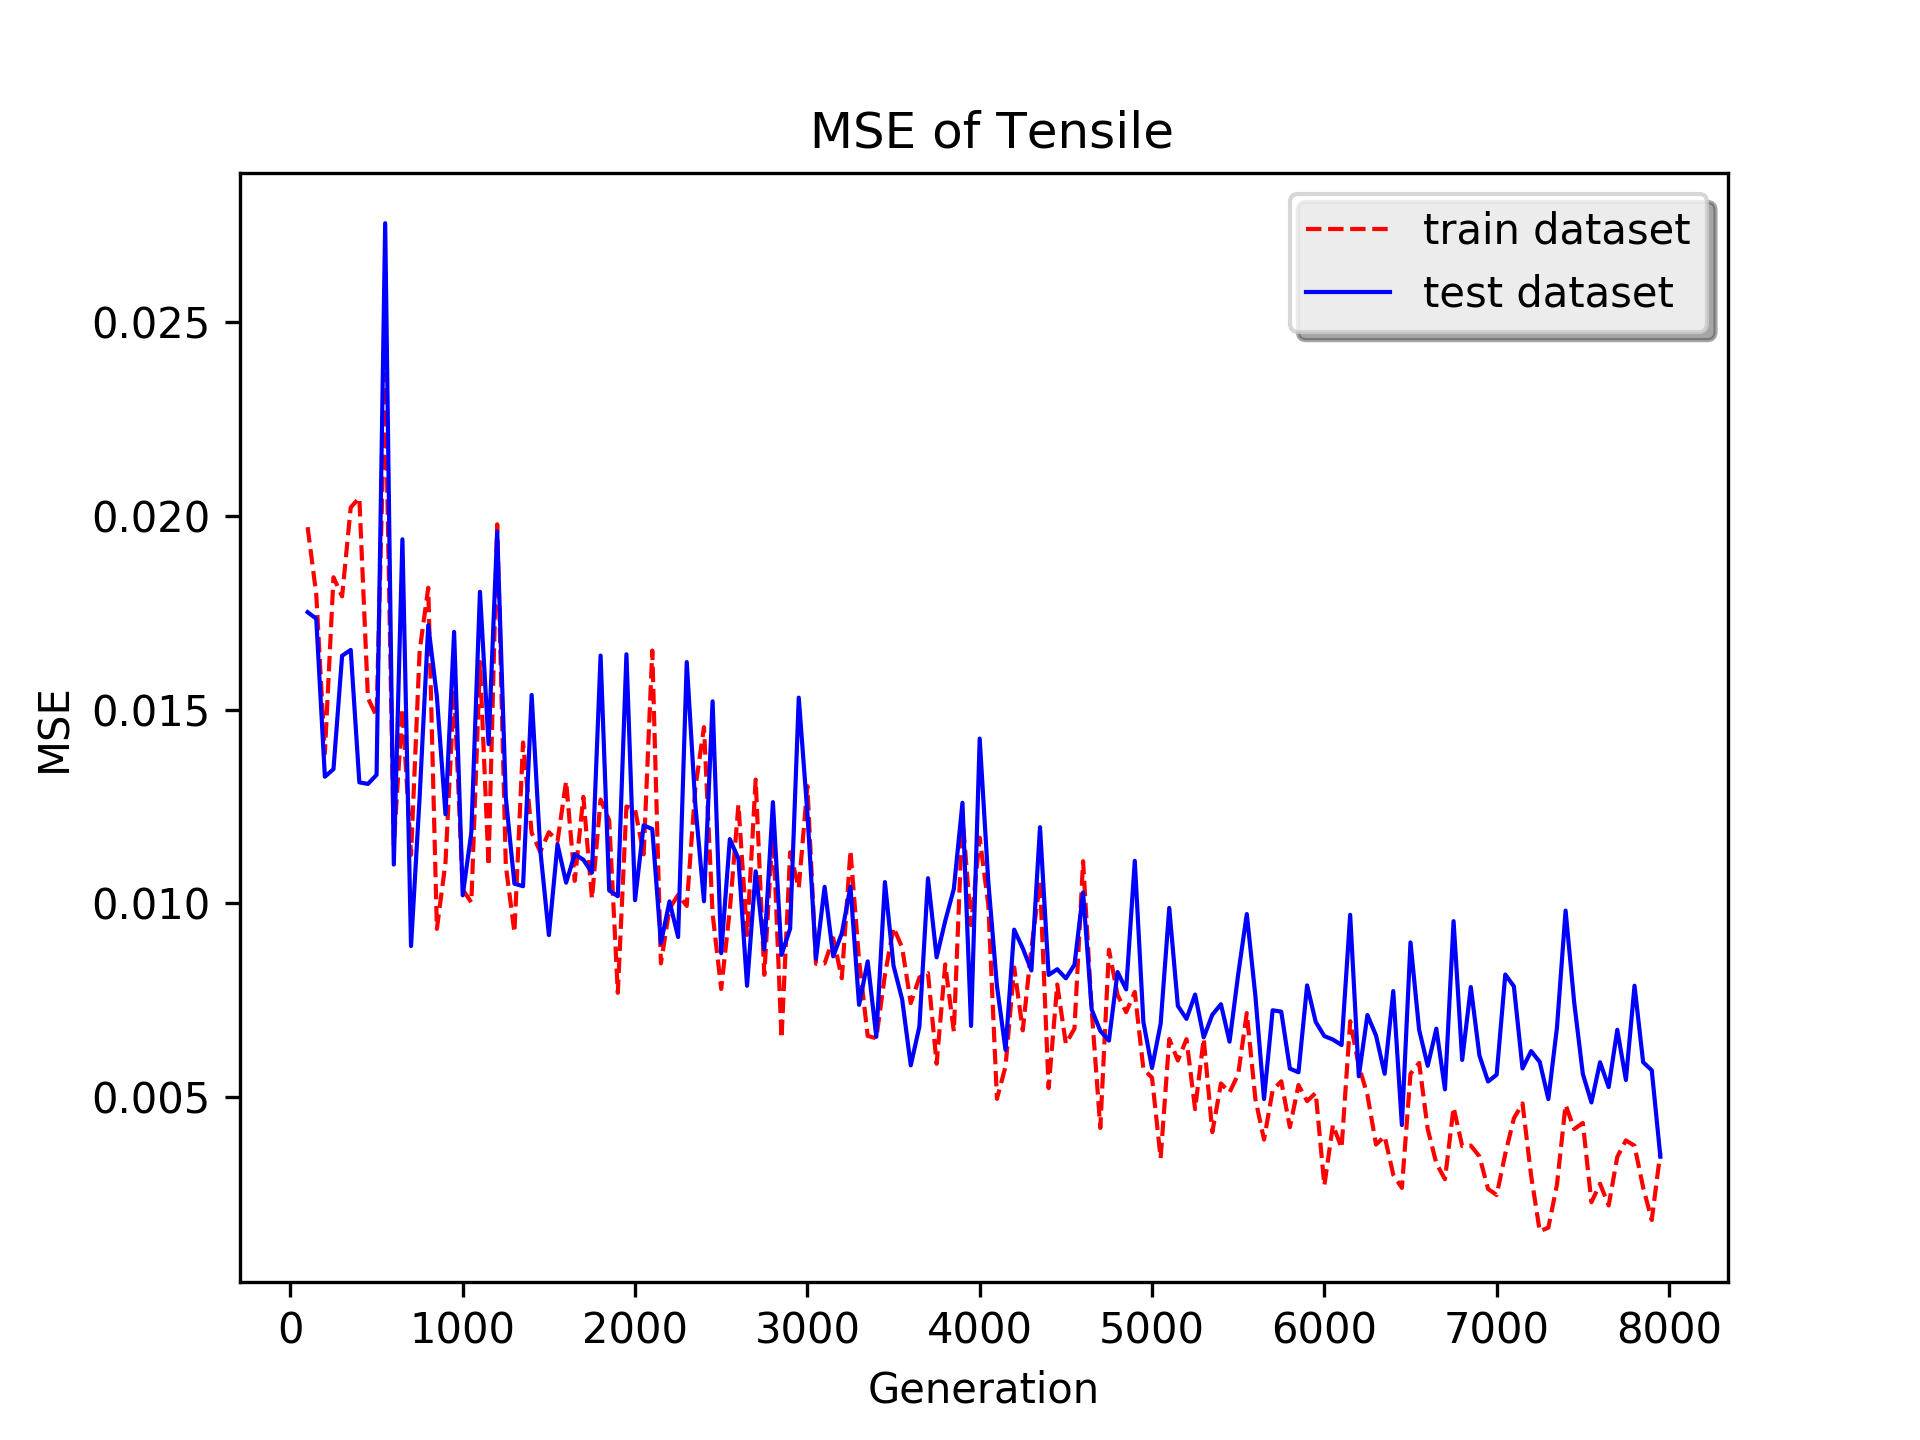 MSE of Tensile
train dataset
test dataset
MSE
0.025
0.020
0.015
0.010
0.005
0 1000 2000 3000 4000 5000 6000 7000 8000
Generation